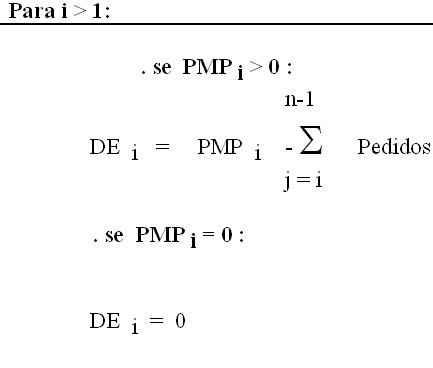 Para i > 1:
. se PMP i > 0 :
n-1
DE i = PMP i - ∑ Pedidos
j = i
. se PMP i = 0 :
DE i = 0